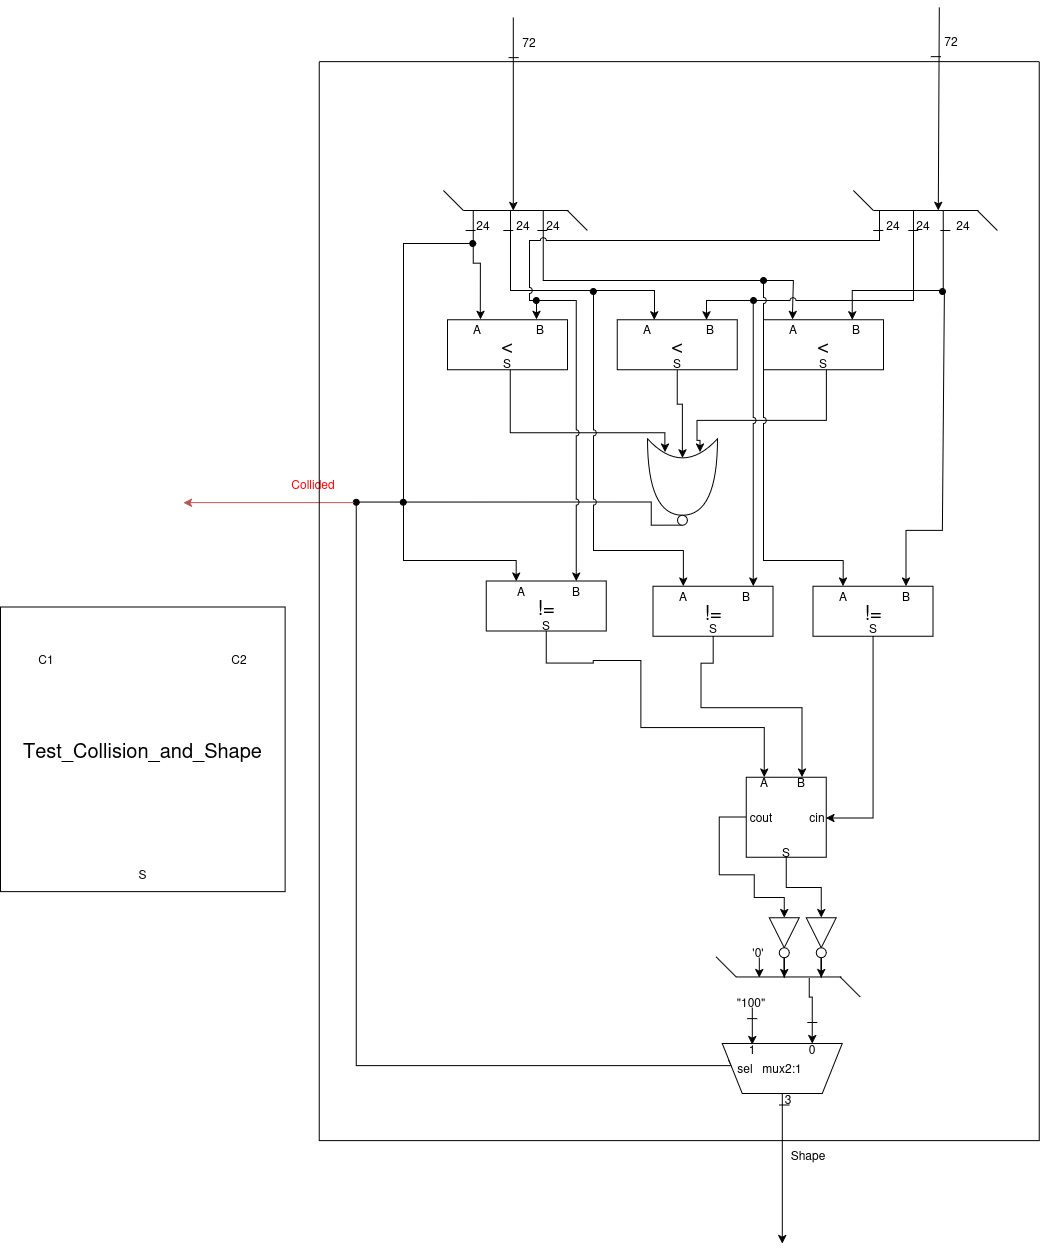 72
72
24
24
24
24
24
24
A
B
<
S
A
B
<
S
A
B
<
S
Collided
A
B
!=
S
A
B
!=
S
A
B
!=
S
C1
C2
Test_Collision_and_Shape
S
A
B
cout
cin
S
'0'
"100"
1
0
sel
mux2:1
3
Shape